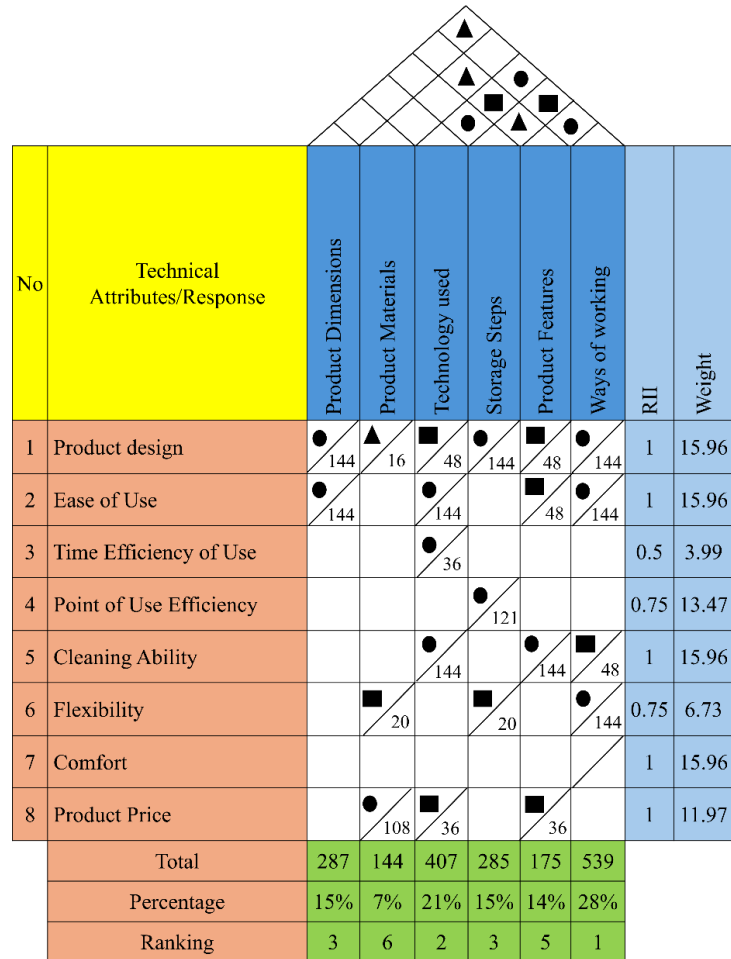 No
Technical
Attributes/Response
Product Dimensions
Product Materials
Technology used
Storage Steps
Product Features
Ways of working
RII
Weight
1 Product design 144 16 48 144 48 144 1 15.96
2 Ease of Use 144 144 48 144 1 15.96
3 Time Efficiency of Use 36 0.5 3.99
4 Point of Use Efficiency 121 0.75 13.47
5 Cleaning Ability 144 144 48 1 15.96
6 Flexibility 20 20 144 0.75 6.73
7 Comfort 1 15.96
8 Product Price 108 36 36 1 11.97
Total 287 144 407 285 175 539
Percentage 15% 7% 21% 15% 14% 28%
Ranking 3 6 2 3 5 1